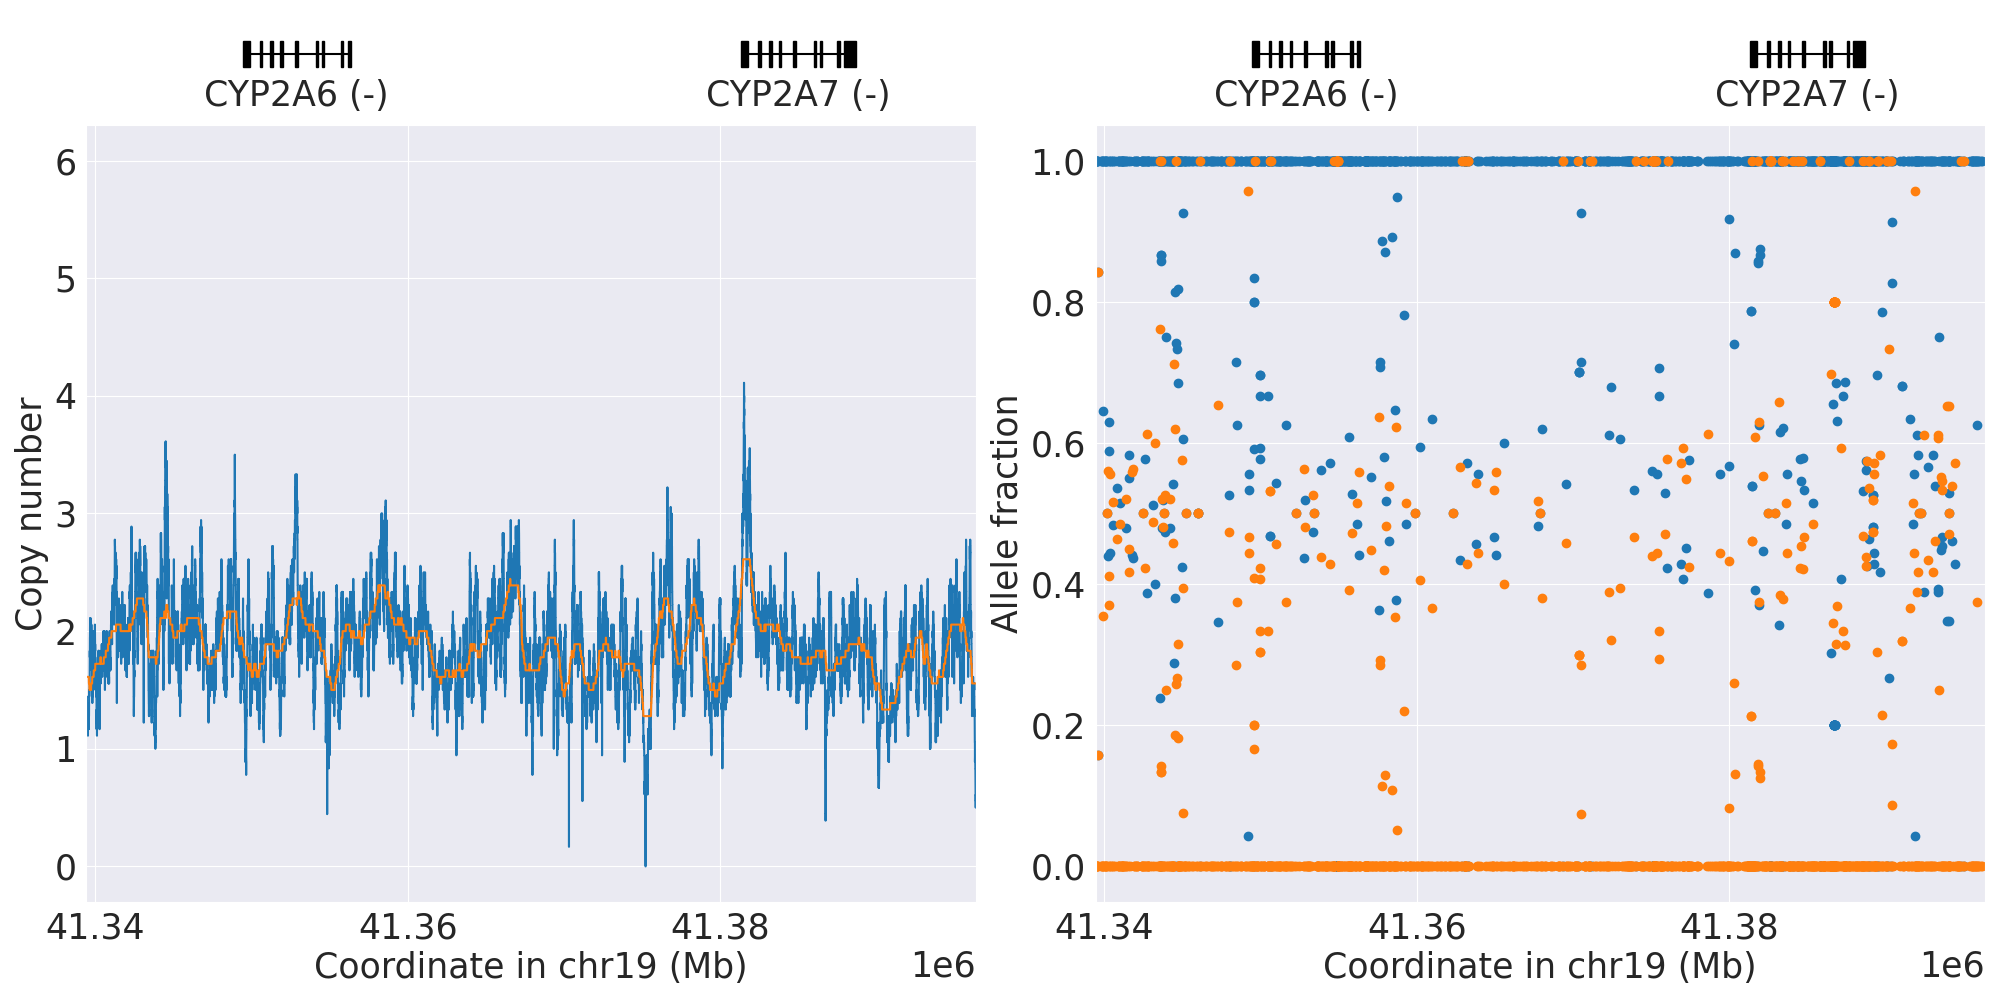 CYP2A6 (-)
CYP2A7 (-)
6
5
4
3
2
1
0
Copy number
41.34
41.36
41.38
Coordinate in chr19 (Mb)
1e6
CYP2A6 (-)
CYP2A7 (-)
1.0
0.8
0.6
0.4
0.2
0.0
Allele fraction
41.34
41.36
41.38
Coordinate in chr19 (Mb)
1e6